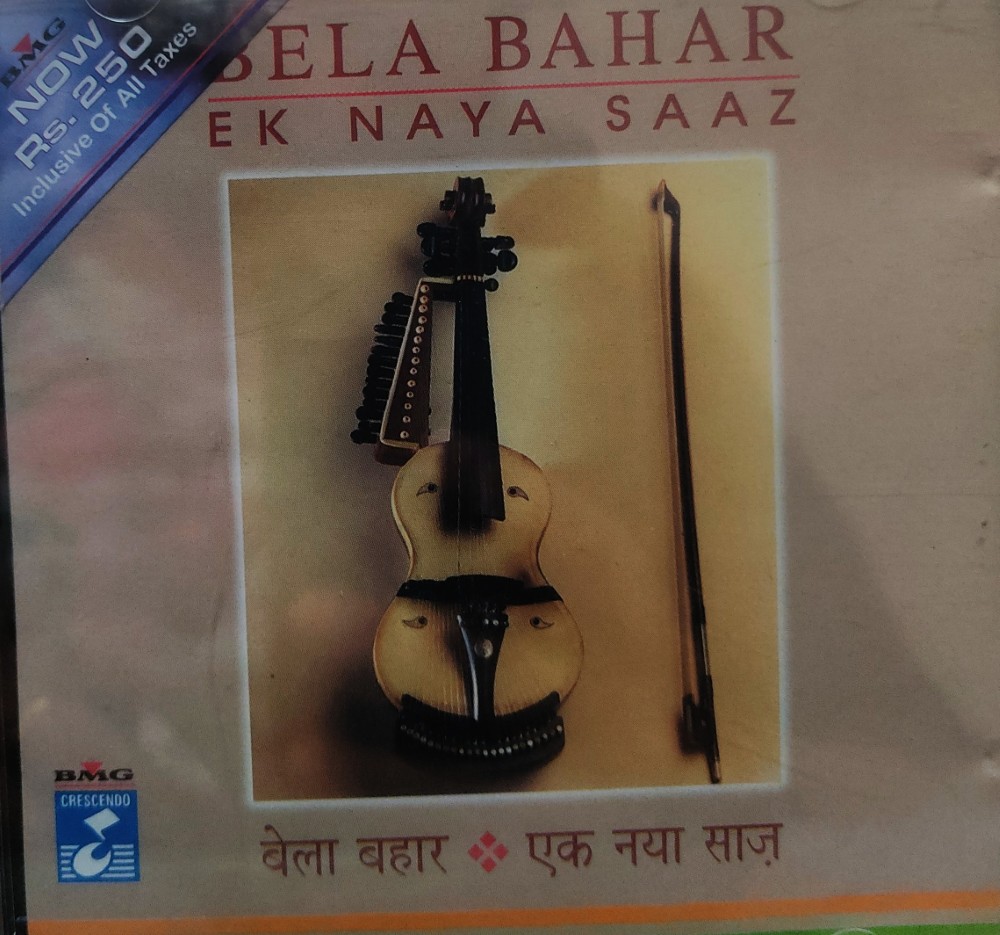 BMG
NOW
Rs. 250
Inclusive Of All Taxes
BELA BAHAR
EK NAYA SAAZ
BMG
CRESCENDO
बेला बहार ❖ एक नया साज़